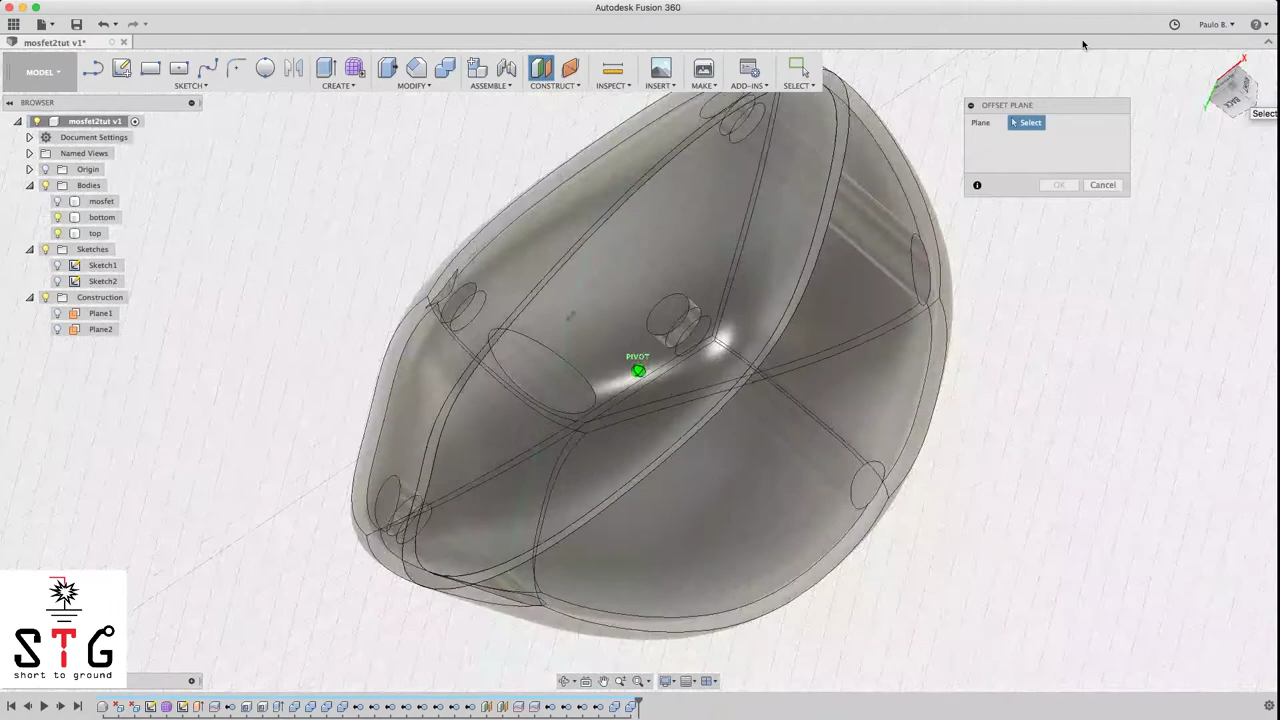 Autodesk Fusion 360
Paulo B. ▾
mosfet2tut v1*
MODEL ▾
SKETCH ▾
CREATE ▾
MODIFY ▾
ASSEMBLE ▾
CONSTRUCT ▾
INSPECT ▾
INSERT ▾
MAKE ▾
ADD-INS ▾
SELECT ▾
BROWSER
mosfet2tut v1
Document Settings
Named Views
Origin
Bodies
mosfet
bottom
top
Sketches
Sketch1
Sketch2
Construction
Plane1
Plane2
OFFSET PLANE
Plane
Select
OK
Cancel
X
BACK
Select
PIVOT
STG
short to ground